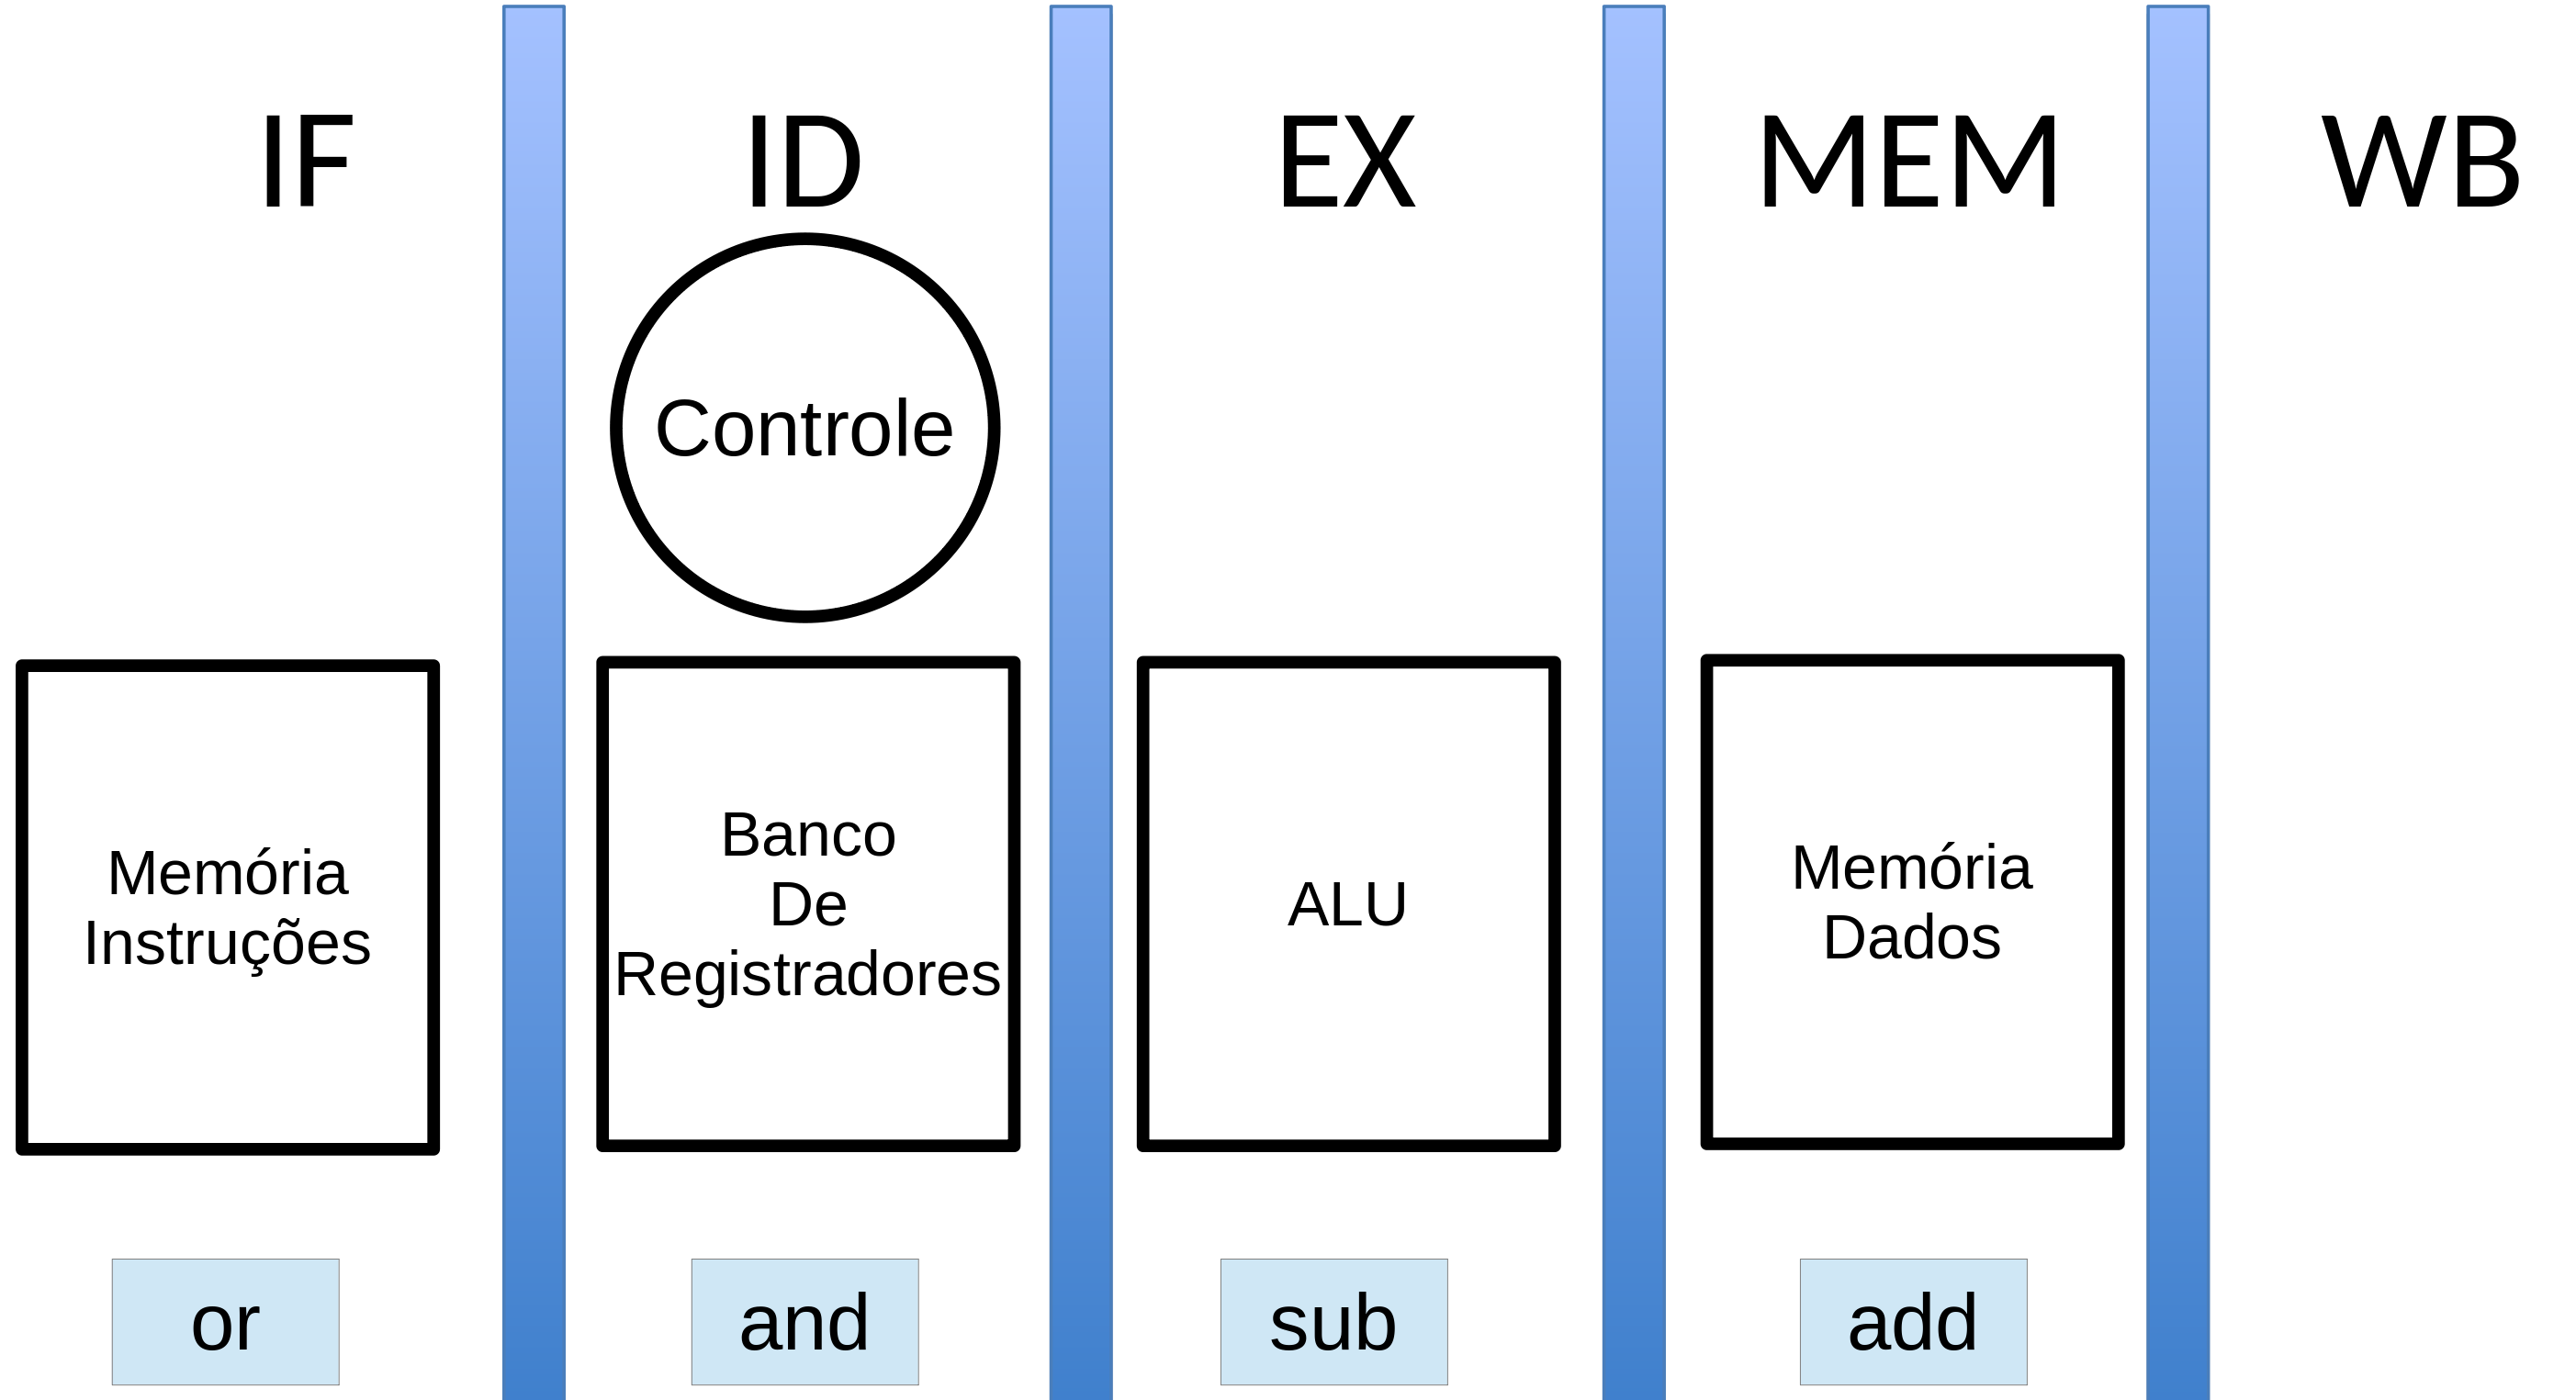 IF
ID
EX
MEM
WB
Controle
Memória
Instruções
Banco
De
Registradores
ALU
Memória
Dados
or
and
sub
add